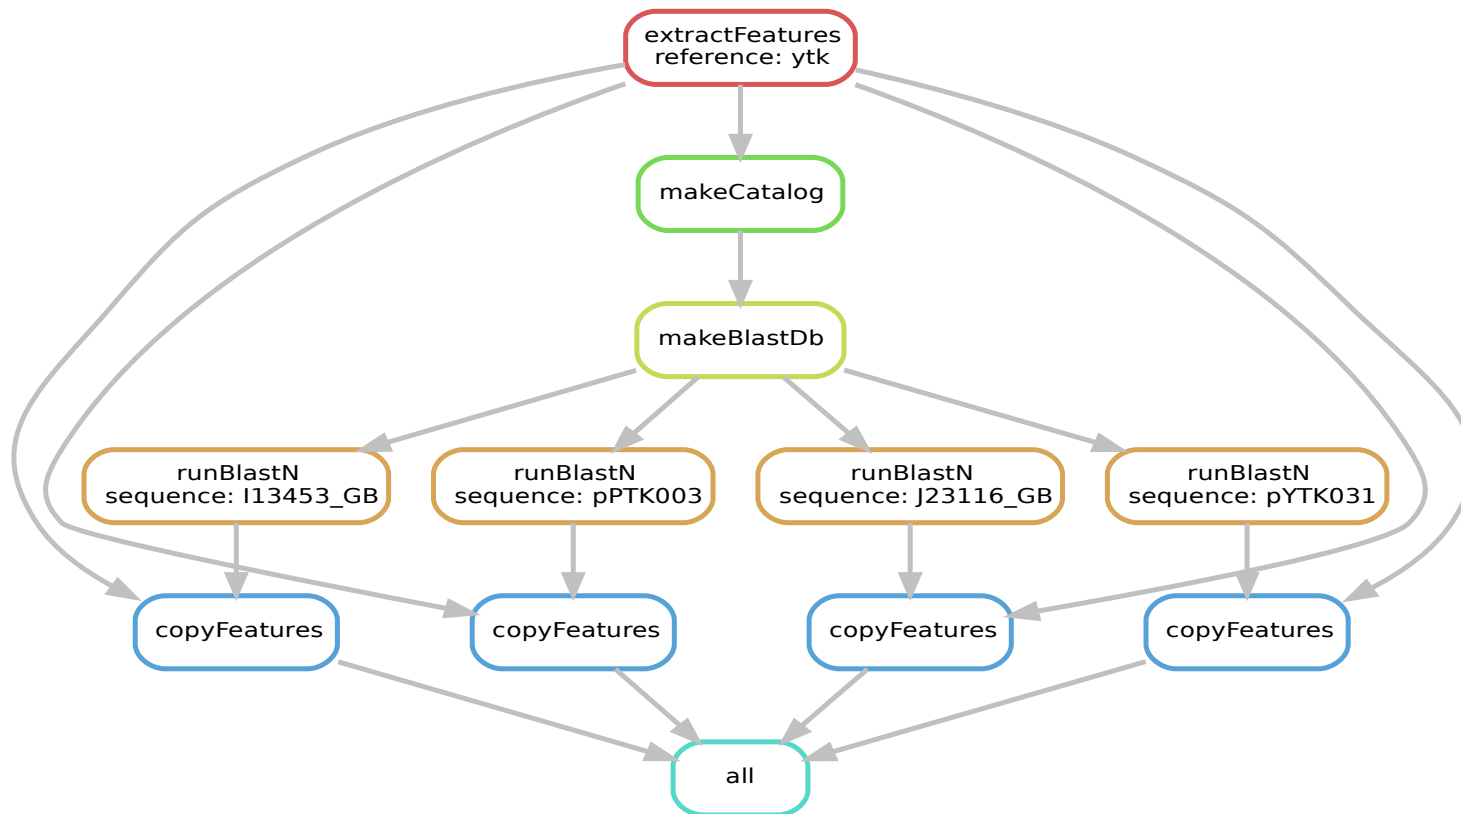 extractFeatures
reference: ytk
makeCatalog
makeBlastDb
runBlastN
sequence: I13453_GB
runBlastN
sequence: pPTK003
runBlastN
sequence: J23116_GB
runBlastN
sequence: pYTK031
copyFeatures
copyFeatures
copyFeatures
copyFeatures
all